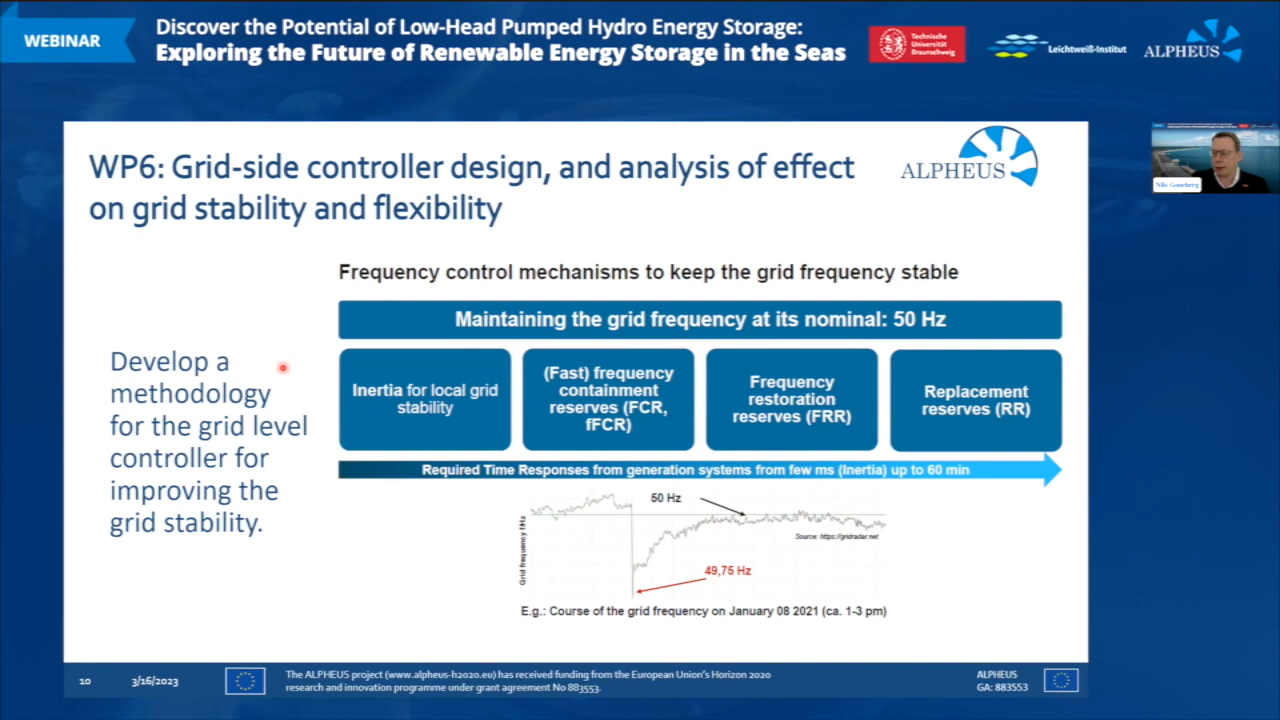 WEBINAR
Discover the Potential of Low-Head Pumped Hydro Energy Storage:
Exploring the Future of Renewable Energy Storage in the Seas
Technische
Universität
Braunschweig
Leichtweiß-Institut
ALPHEUS
Nils Goseberg
WP6: Grid-side controller design, and analysis of effect
on grid stability and flexibility
ALPHEUS
Frequency control mechanisms to keep the grid frequency stable
Maintaining the grid frequency at its nominal: 50 Hz
Develop a
methodology
for the grid level
controller for
improving the
grid stability.
Inertia for local grid
stability
(Fast) frequency
containment
reserves (FCR,
fFCR)
Frequency
restoration
reserves (FRR)
Replacement
reserves (RR)
Required Time Responses from generation systems from few ms (Inertia) up to 60 min
Grid frequency f/Hz
50 Hz
Source: https://gridradar.net
49,75 Hz
E.g.: Course of the grid frequency on January 08 2021 (ca. 1-3 pm)
10
3/16/2023
The ALPHEUS project (www.alpheus-h2020.eu) has received funding from the European Union's Horizon 2020
research and innovation programme under grant agreement No 883553.
ALPHEUS
GA: 883553